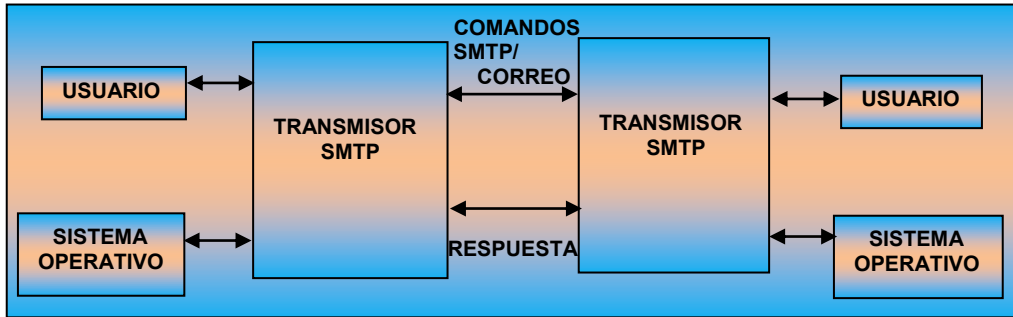 COMANDOS
SMTP/
CORREO
USUARIO
TRANSMISOR
SMTP
TRANSMISOR
SMTP
USUARIO
SISTEMA
OPERATIVO
RESPUESTA
SISTEMA
OPERATIVO